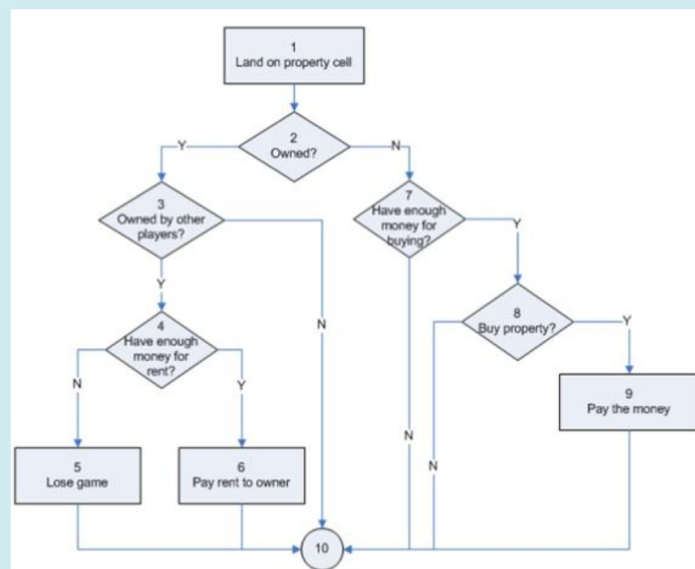 1
Land on property cell
2
Owned?
Y
N
3
Owned by other
players?
7
Have enough
money for
buying?
Y
Y
4
Have enough
money for
rent?
N
8
Buy property?
Y
N
Y
9
Pay the money
N
N
5
Lose game
6
Pay rent to owner
10